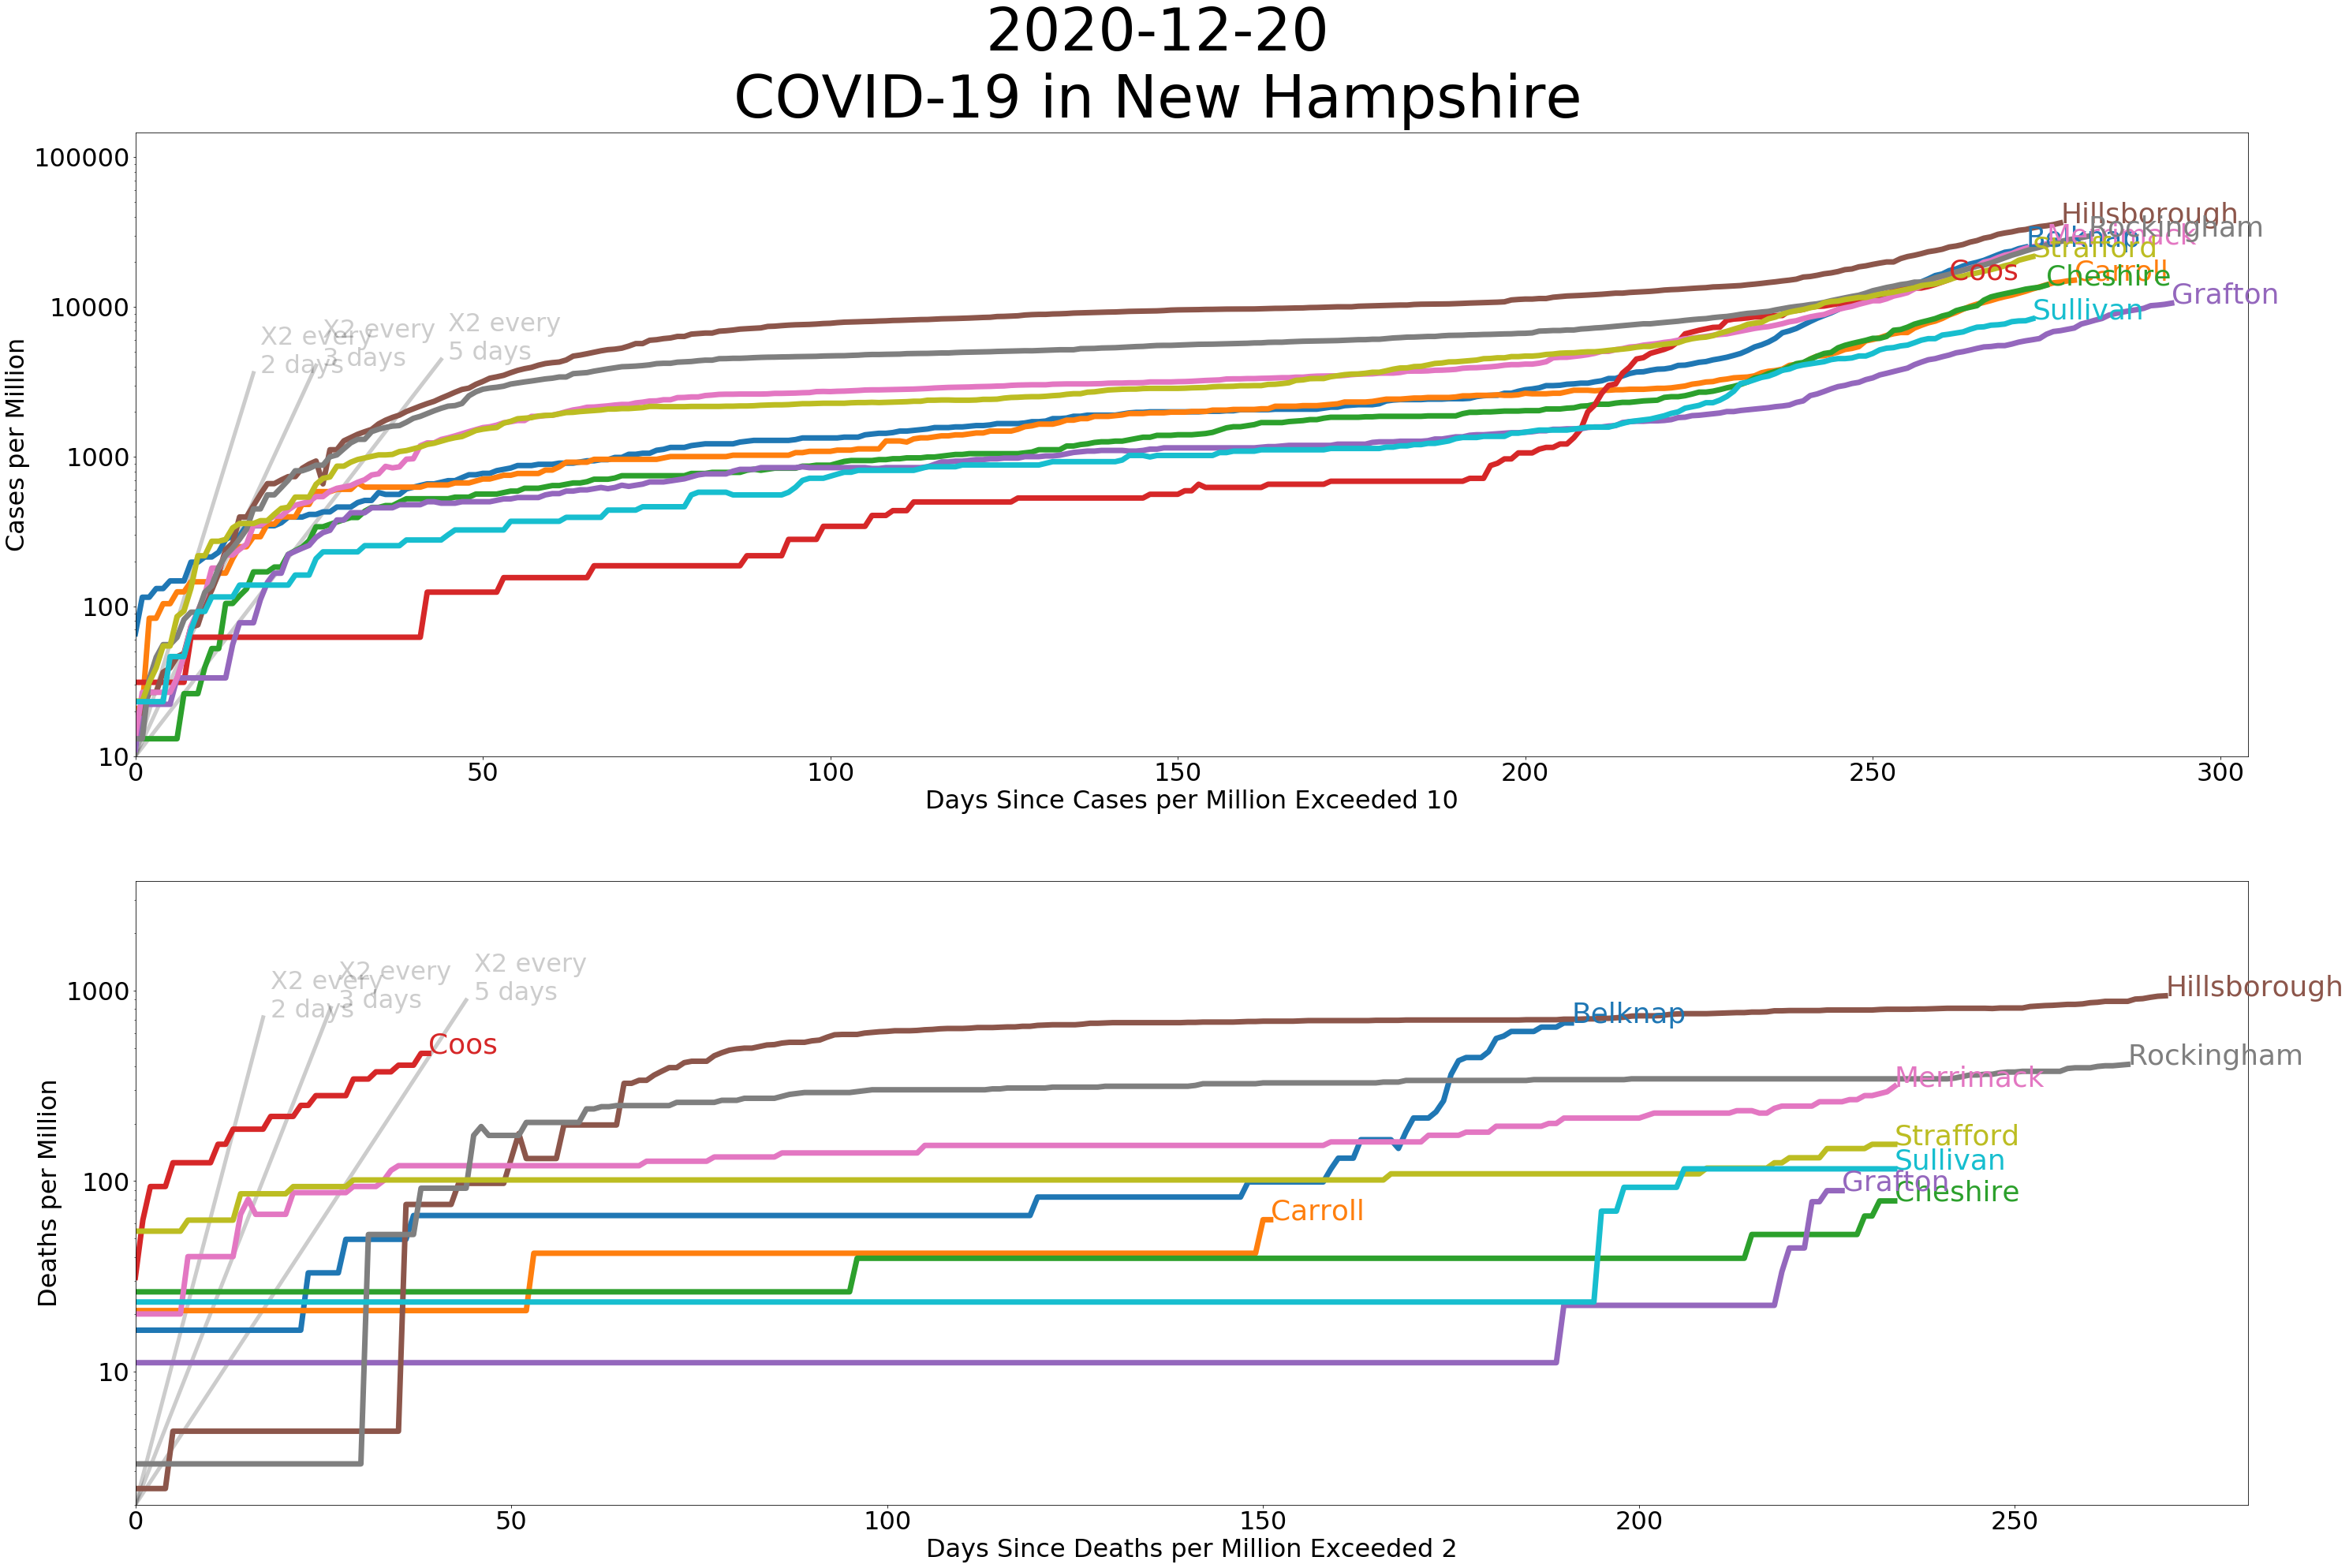 2020-12-20
COVID-19 in New Hampshire
100000
10000
1000
100
10
Cases per Million
X2 every
2 days
X2 every
3 days
X2 every
5 days
Hillsborough
Rockingham
Belknap
Merrimack
Strafford
Coos
Carroll
Cheshire
Grafton
Sullivan
0
50
100
150
200
250
300
Days Since Cases per Million Exceeded 10
1000
100
10
Deaths per Million
X2 every
2 days
X2 every
3 days
X2 every
5 days
Hillsborough
Belknap
Coos
Rockingham
Merrimack
Strafford
Sullivan
Grafton
Cheshire
Carroll
0
50
100
150
200
250
Days Since Deaths per Million Exceeded 2